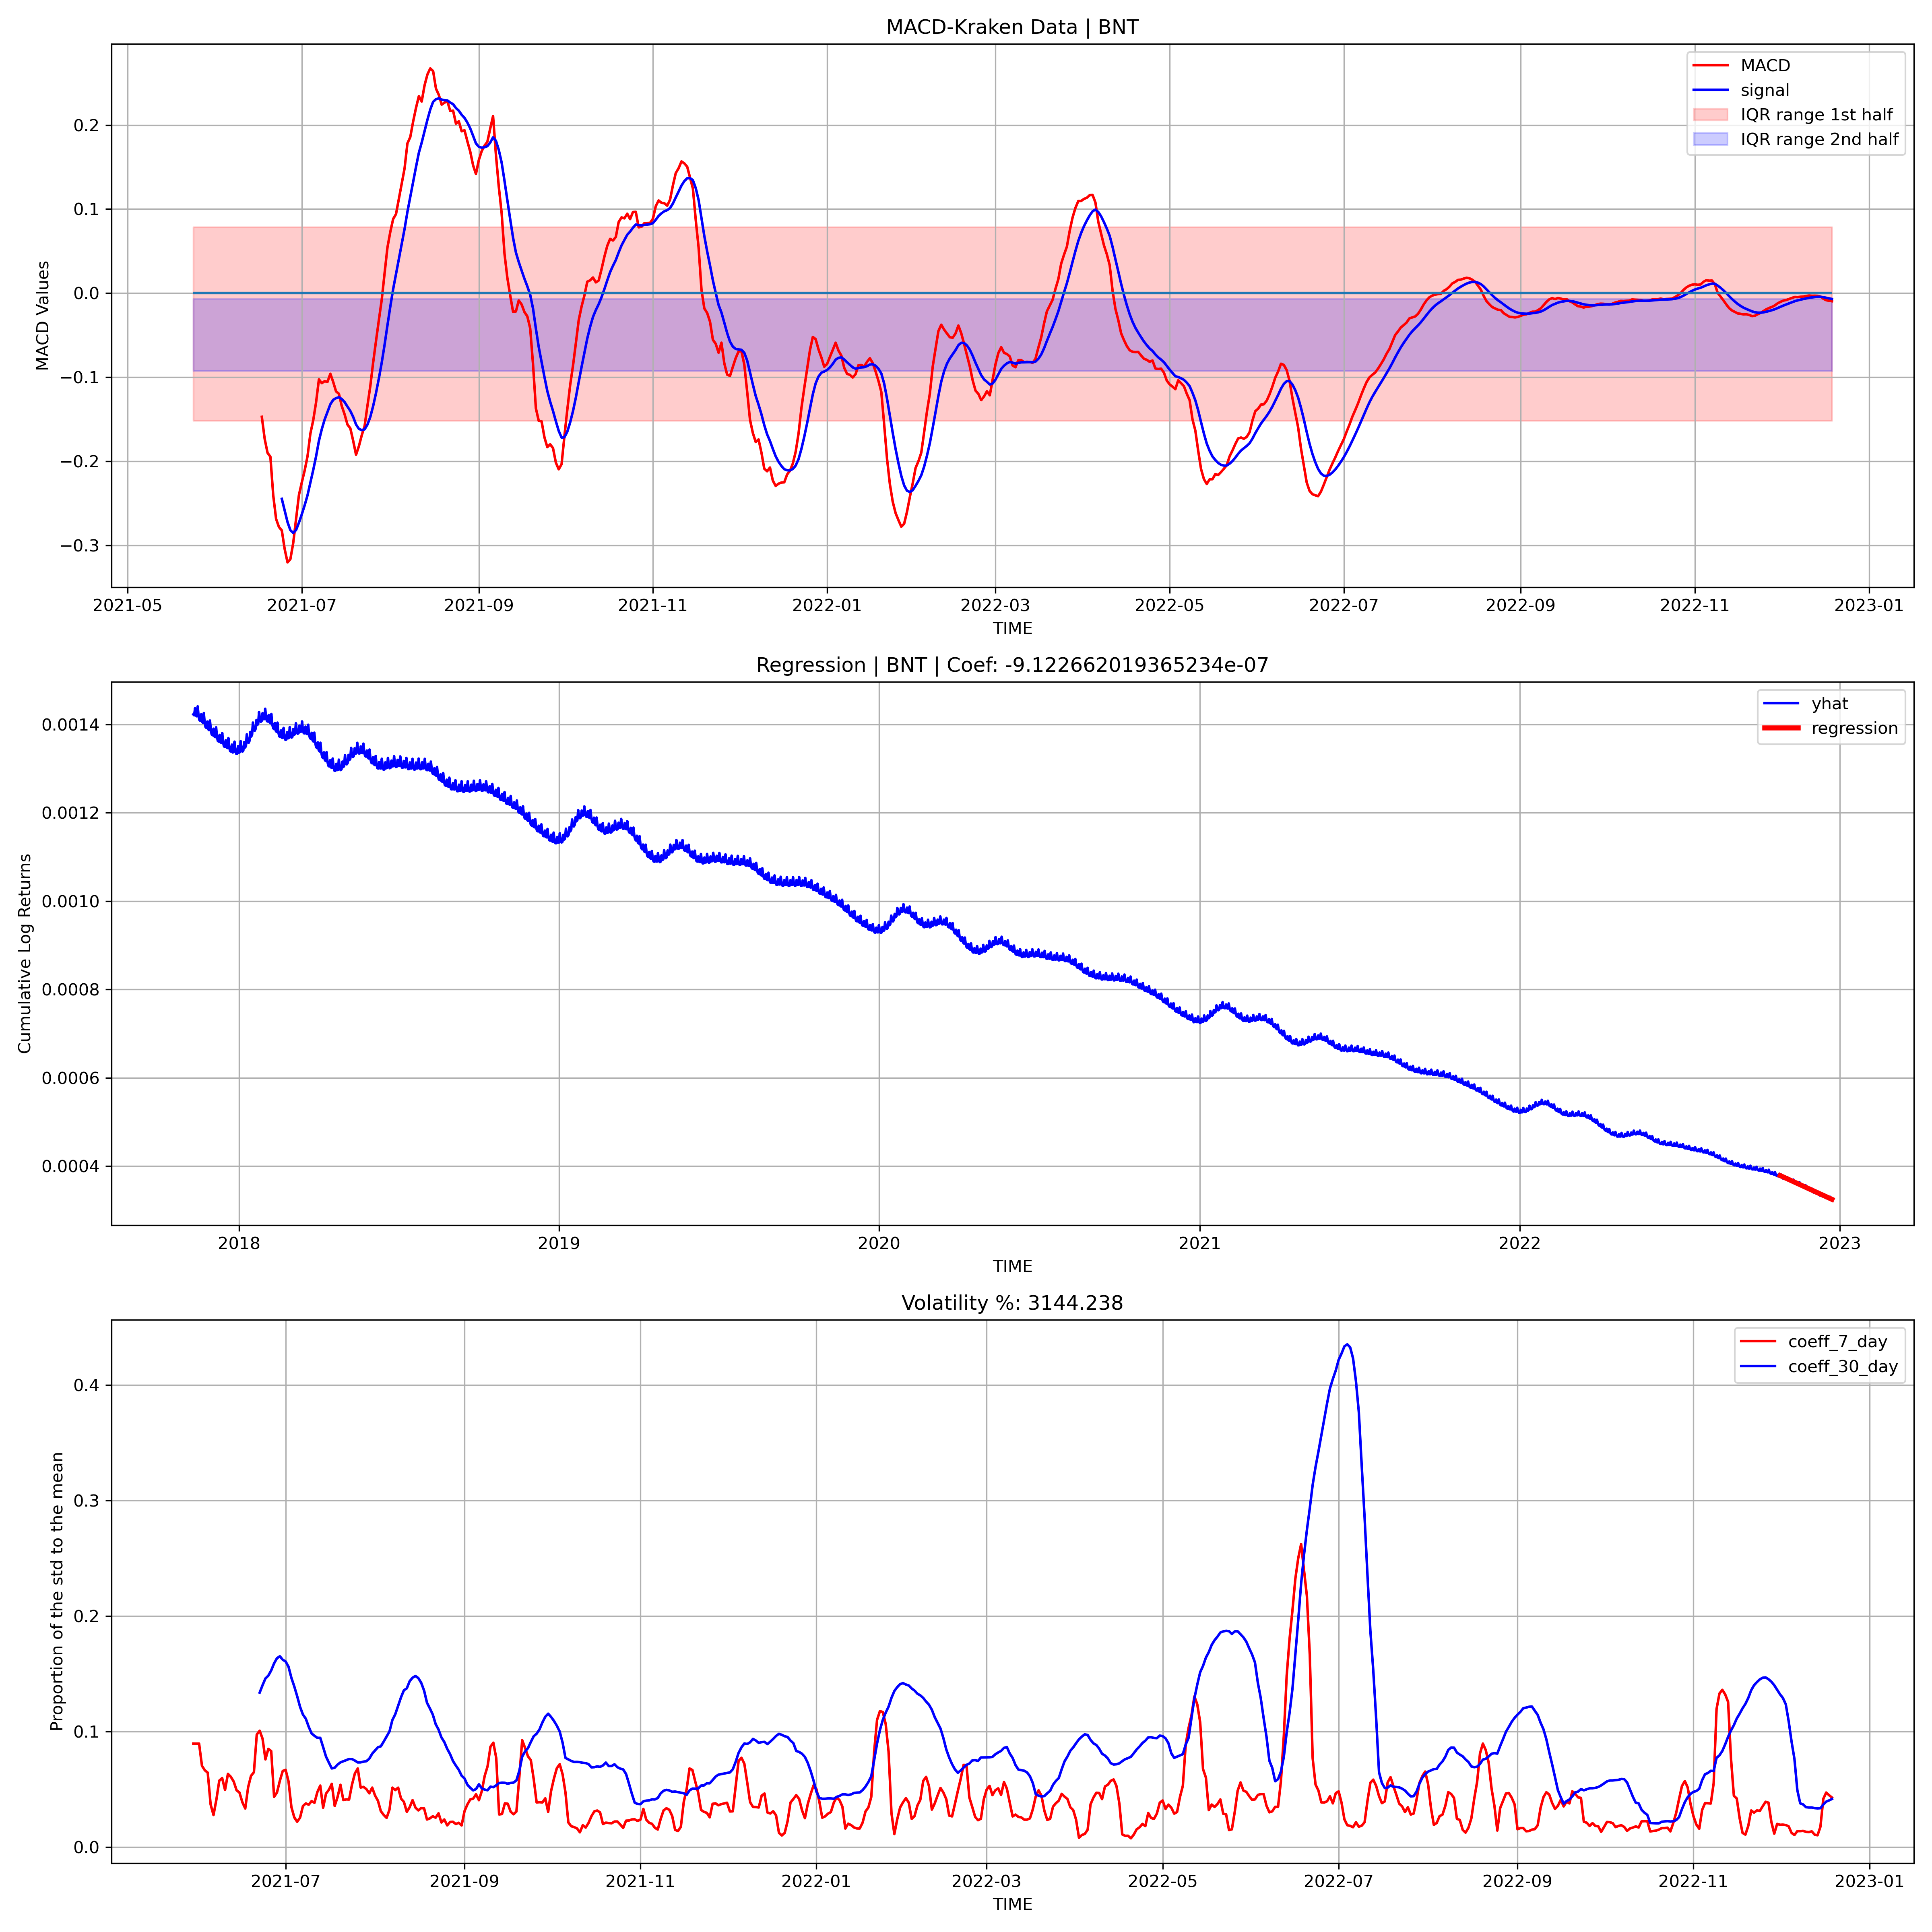 MACD-Kraken Data | BNT
MACD Values
0.2
0.1
0.0
−0.1
−0.2
−0.3
MACD
signal
IQR range 1st half
IQR range 2nd half
2021-05 2021-07 2021-09 2021-11 2022-01 2022-03 2022-05 2022-07 2022-09 2022-11 2023-01
TIME
Regression | BNT | Coef: -9.122662019365234e-07
Cumulative Log Returns
0.0014
0.0012
0.0010
0.0008
0.0006
0.0004
yhat
regression
2018 2019 2020 2021 2022 2023
TIME
Volatility %: 3144.238
Proportion of the std to the mean
0.4
0.3
0.2
0.1
0.0
coeff_7_day
coeff_30_day
2021-07 2021-09 2021-11 2022-01 2022-03 2022-05 2022-07 2022-09 2022-11 2023-01
TIME